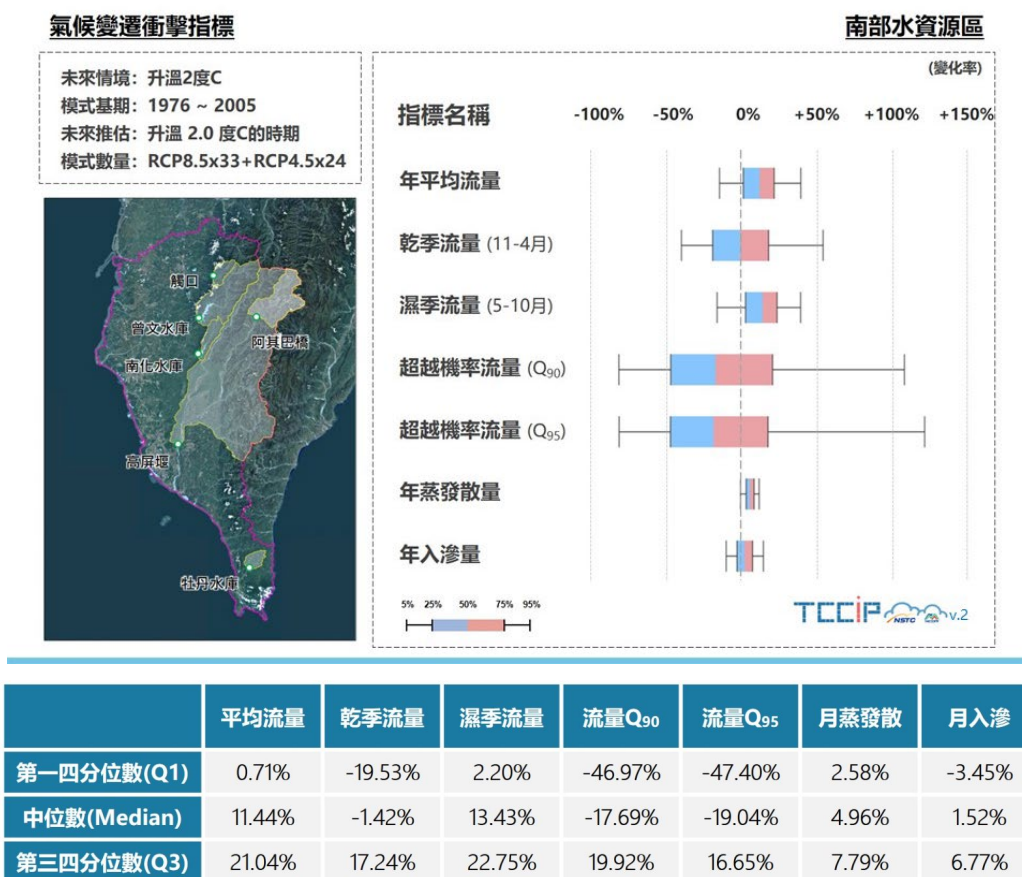 氣候變遷衝擊指標
南部水資源區
未來情境：升溫2度C
模式基期：1976 ~ 2005
未來推估：升溫 2.0 度C的時期
模式數量：RCP8.5x33+RCP4.5x24
觸口
曾文水庫
阿其巴橋
南化水庫
高屏堰
牡丹水庫
(變化率)
指標名稱 -100% -50% 0% +50% +100% +150%
年平均流量
乾季流量 (11-4月)
濕季流量 (5-10月)
超越機率流量 (Q90)
超越機率流量 (Q95)
年蒸發散量
年入滲量
5% 25% 50% 75% 95%
TCCiP NSTC v.2
平均流量 乾季流量 濕季流量 流量Q90 流量Q95 月蒸發散 月入滲
第一四分位數(Q1) 0.71% -19.53% 2.20% -46.97% -47.40% 2.58% -3.45%
中位數(Median) 11.44% -1.42% 13.43% -17.69% -19.04% 4.96% 1.52%
第三四分位數(Q3) 21.04% 17.24% 22.75% 19.92% 16.65% 7.79% 6.77%